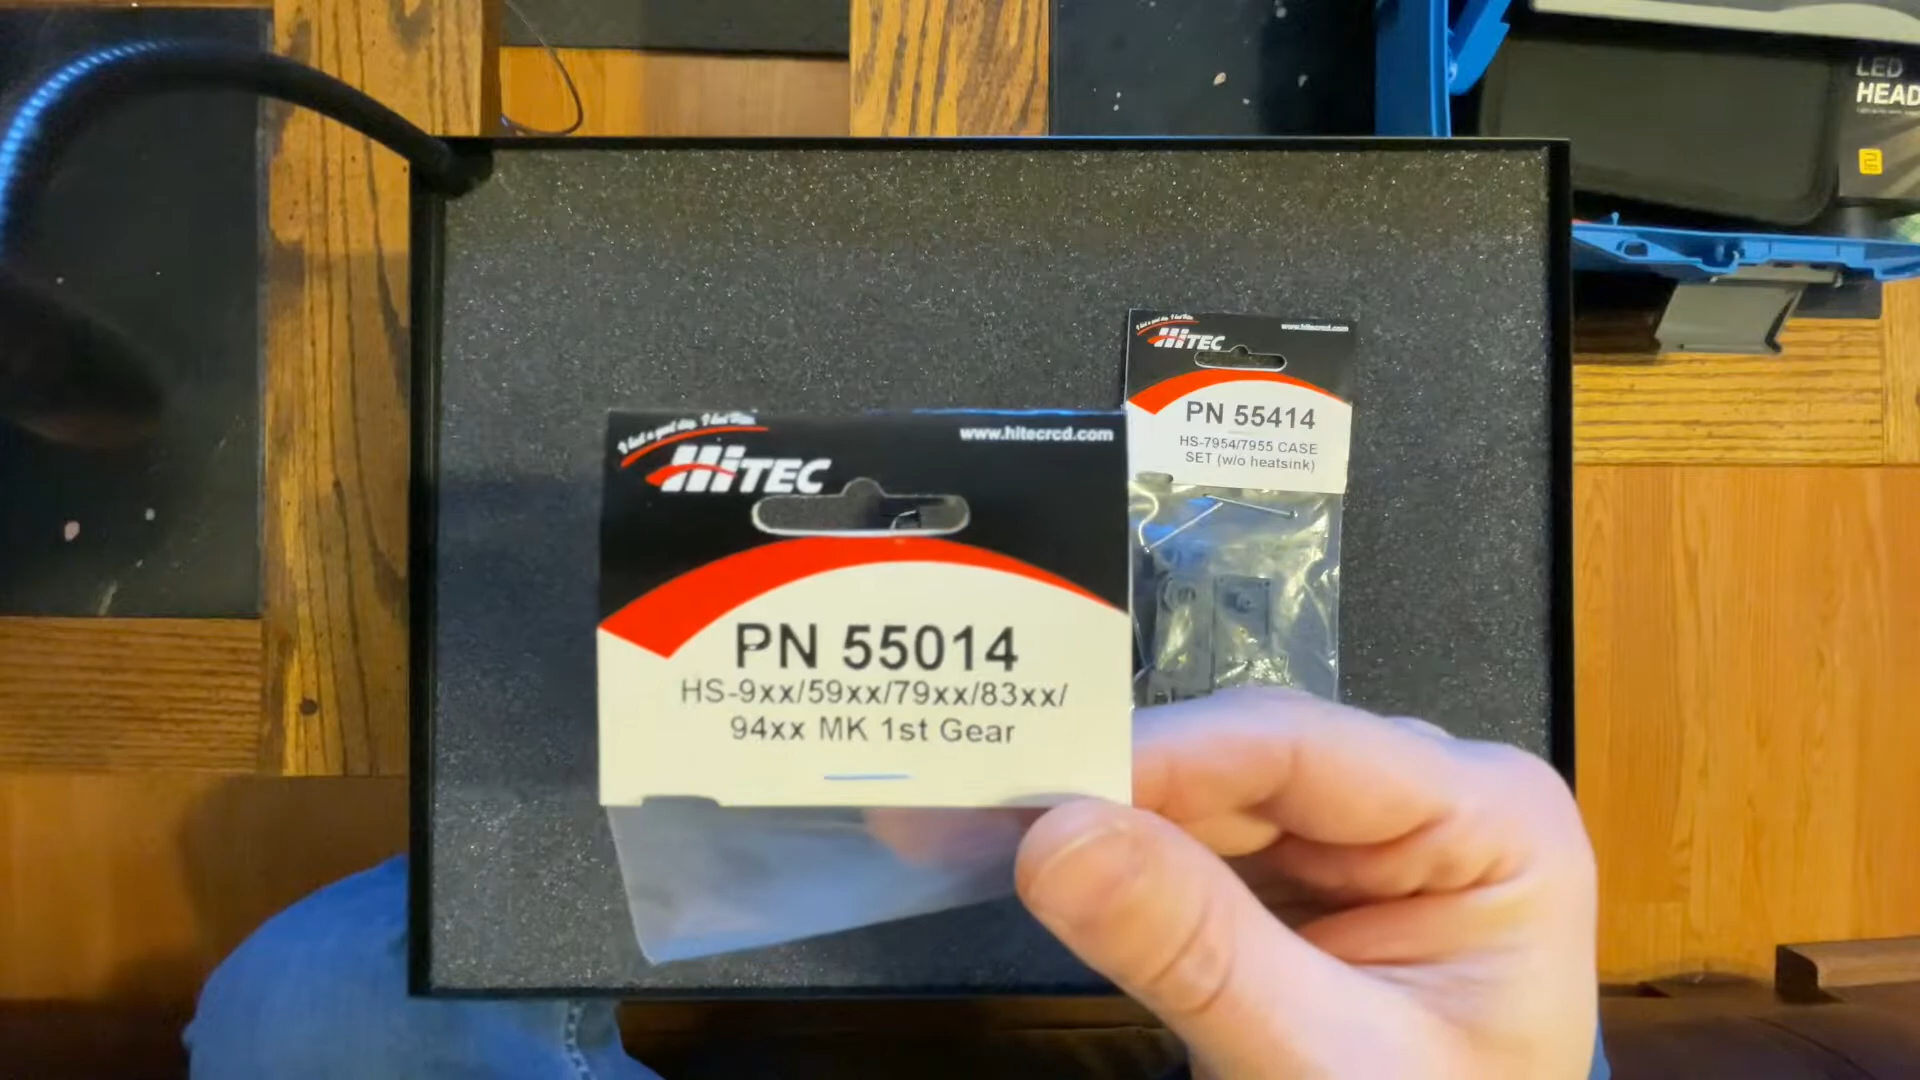 LED
HEAD
2
www.hitecrcd.com
HiTEC
PN 55414
HS-7954/7955 CASE
SET (w/o heatsink)
www.hitecrcd.com
HiTEC
PN 55014
HS-9xx/59xx/79xx/83xx/
94xx MK 1st Gear